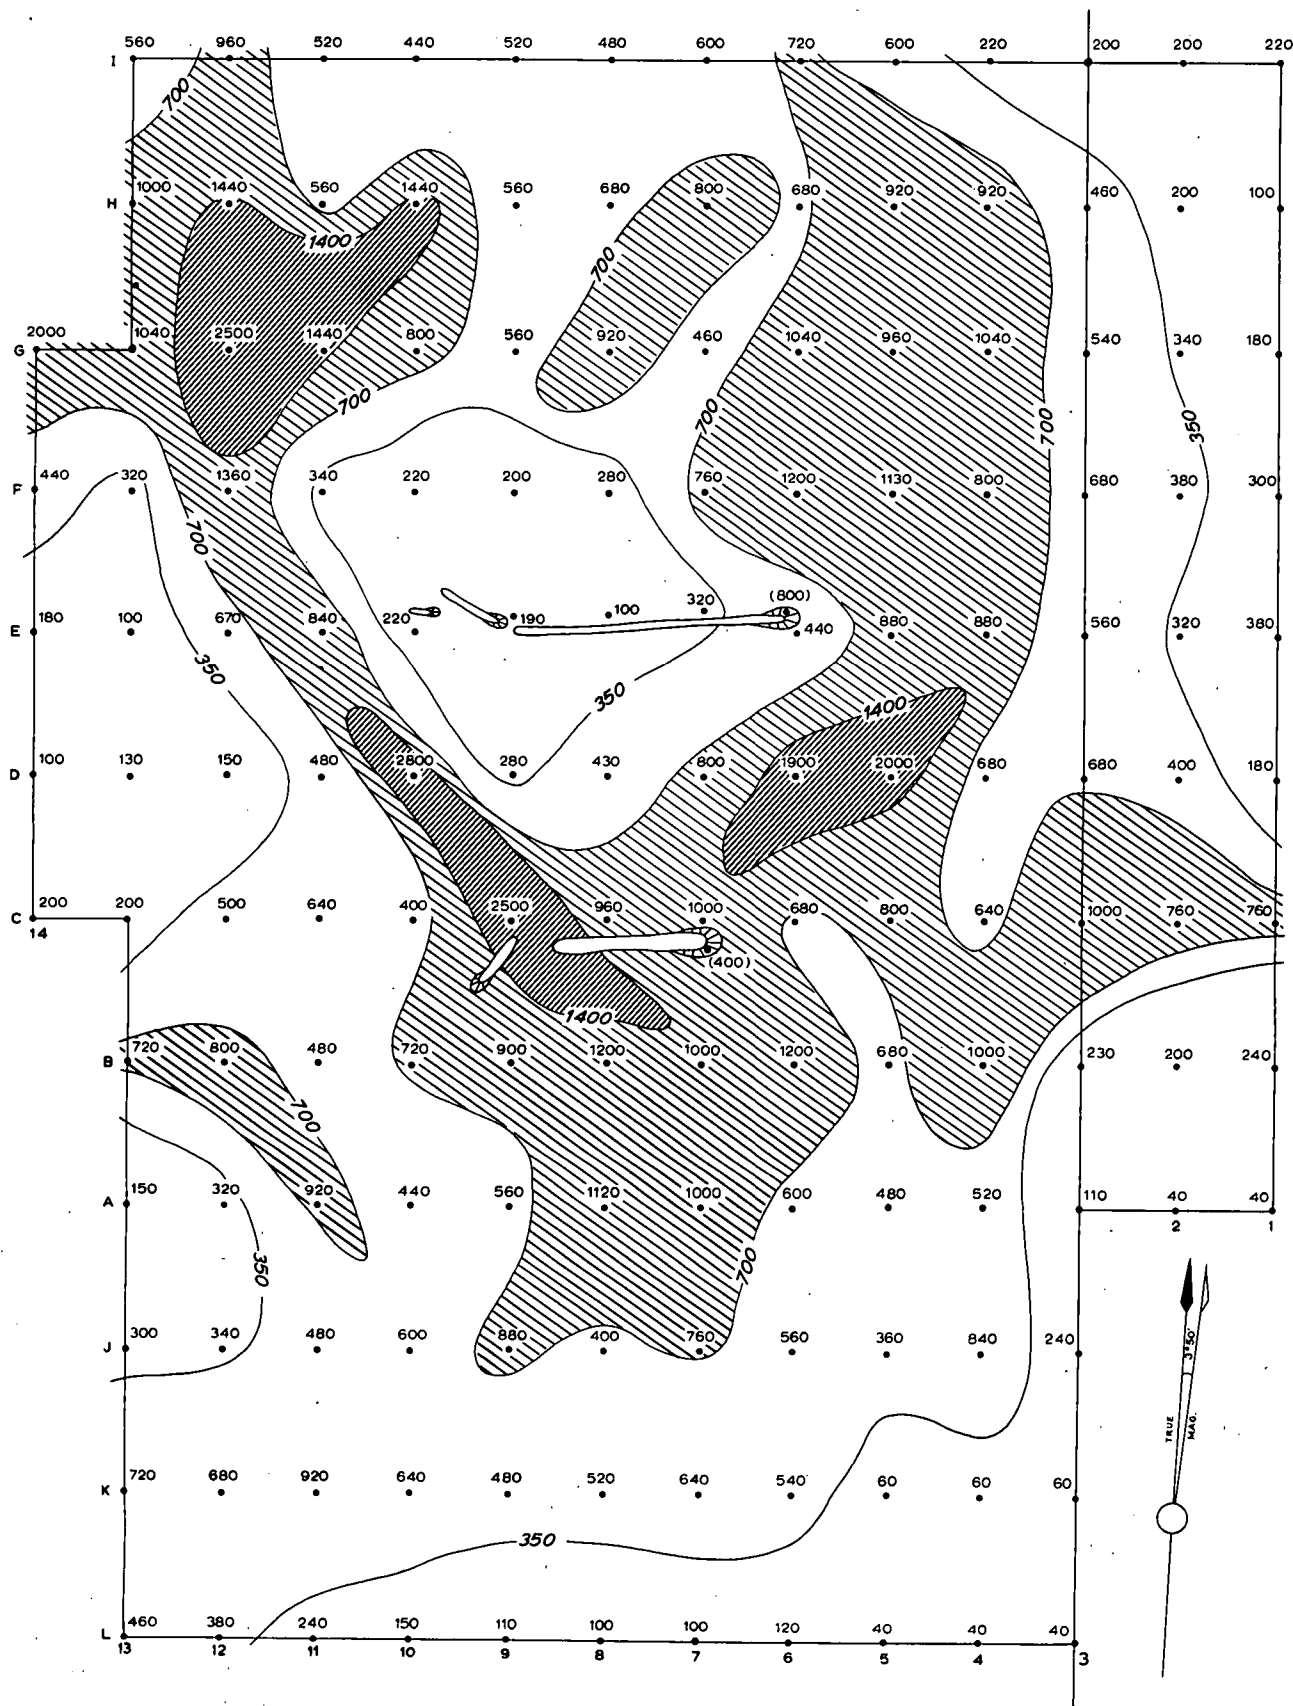 560 960 520 440 520 480 600 720 600 220 200 200 220
I
700
1000 1440 560 1440 560 680 800 680 920 920 460 200 100
H
1400
700
2000 1040 2500 1440 800 560 920 460 1040 960 1040 540 340 180
G
700 700 700 350
440 320 1360 340 220 200 280 760 1200 1130 800 680 380 300
F
700
(800)
180 100 670 840 220 190 100 320 440 880 880 560 320 380
E
350 350
1400
100 130 150 480 2800 280 430 800 1900 2000 680 680 400 180
D
200 200 500 640 400 2500 960 1000 680 800 640 1000 760 760
C
14
(400)
1400
720 800 480 720 900 1200 1000 1200 680 1000 230 200 240
B
700
150 320 920 440 560 1120 1000 600 480 520 110 40 40
A
2 1
350 700
300 340 480 600 880 400 760 560 360 840 240
J
3°50'
TRUE
MAG.
720 680 920 640 480 520 640 540 60 60 60
K
350
460 380 240 150 110 100 100 120 40 40 40
L
13 12 11 10 9 8 7 6 5 4 3